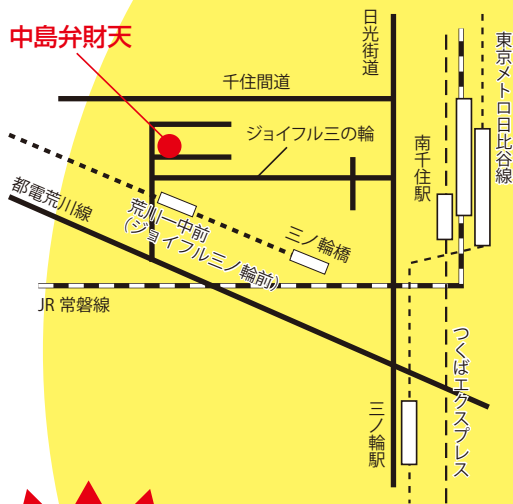 中島弁財天
日光街道
東京メトロ日比谷線
千住間道
ジョイフル三の輪
南千住駅
都電荒川線
荒川一中前
(ジョイフル三ノ輪前)
三ノ輪橋
JR 常磐線
つくばエクスプレス
三ノ輪駅